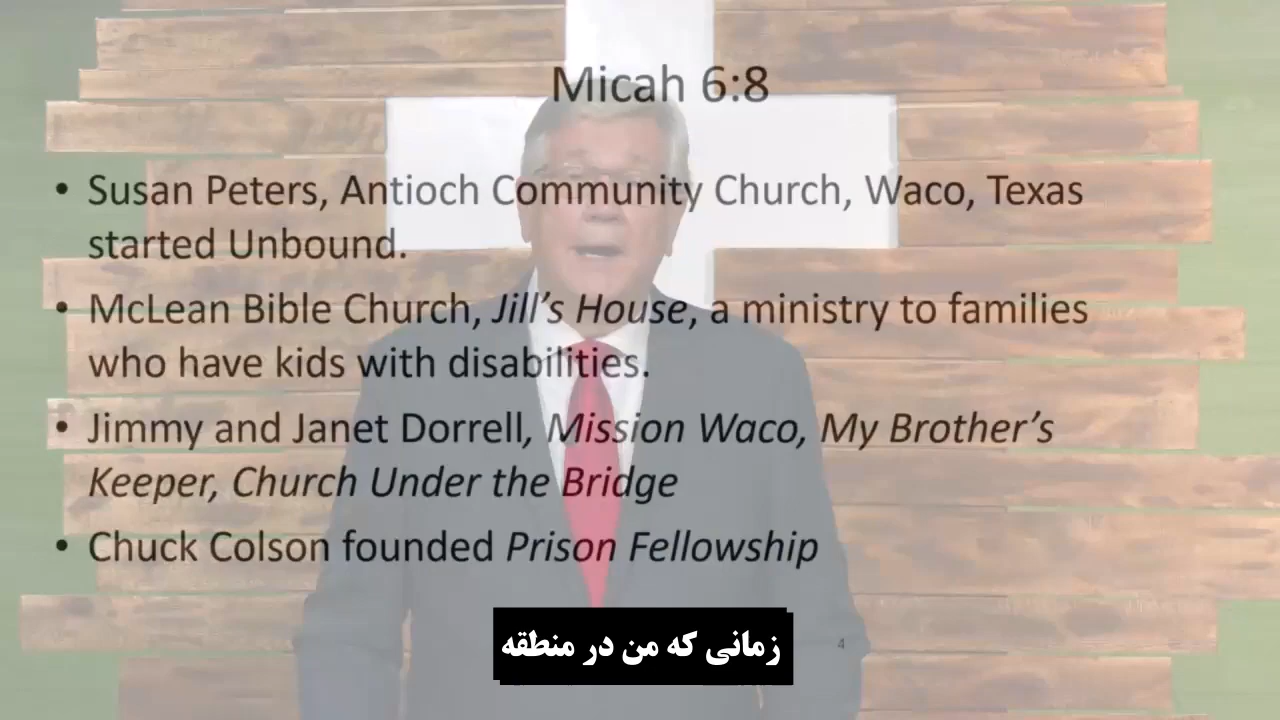 Micah 6:8
• Susan Peters, Antioch Community Church, Waco, Texas
started Unbound.
• McLean Bible Church, Jill's House, a ministry to families
who have kids with disabilities.
• Jimmy and Janet Dorrell, Mission Waco, My Brother's
Keeper, Church Under the Bridge
• Chuck Colson founded Prison Fellowship
زمانی که من در منطقه
4